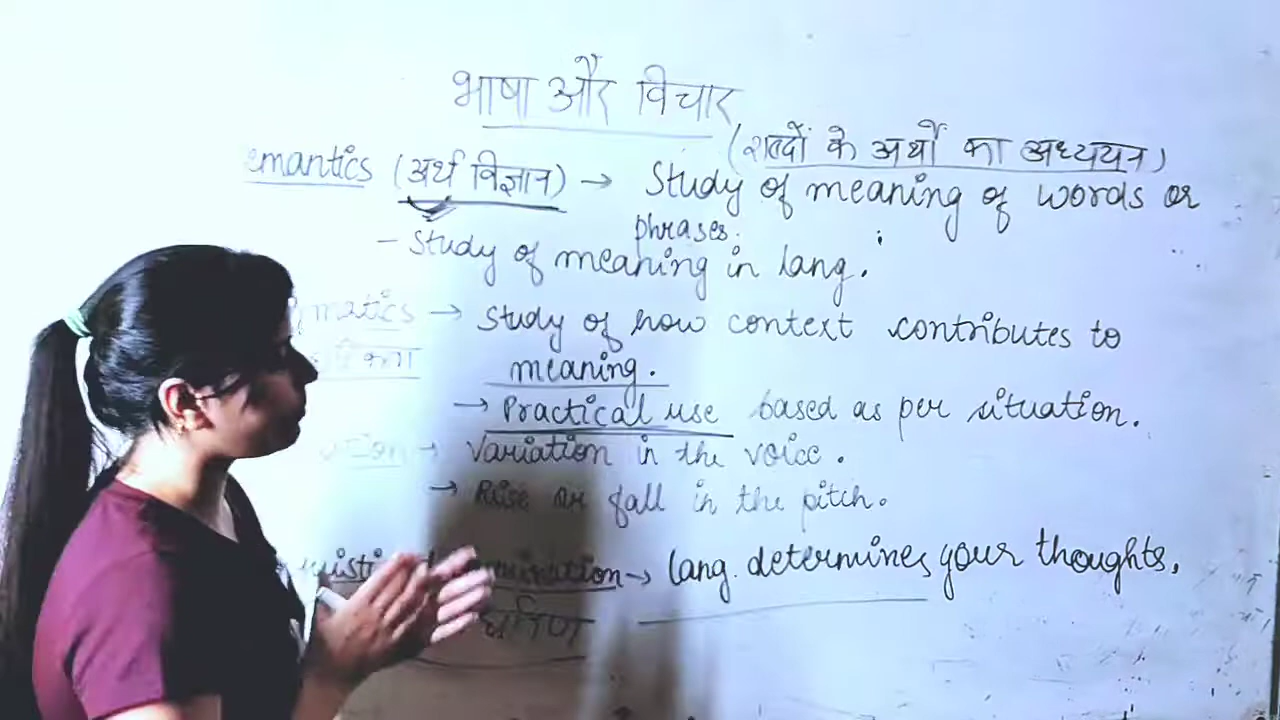 भाषा और विचार
(शब्दों के अर्थों का अध्ययन)
emantics (अर्थ विज्ञान) → Study of meaning of words or
phrases.
- Study of meaning in lang.
matics → Study of how context contributes to
meaning.
→ Practical use based as per situation.
→ Variation in the voice.
→ Rise or fall in the pitch.
→ lang. determines your thoughts.